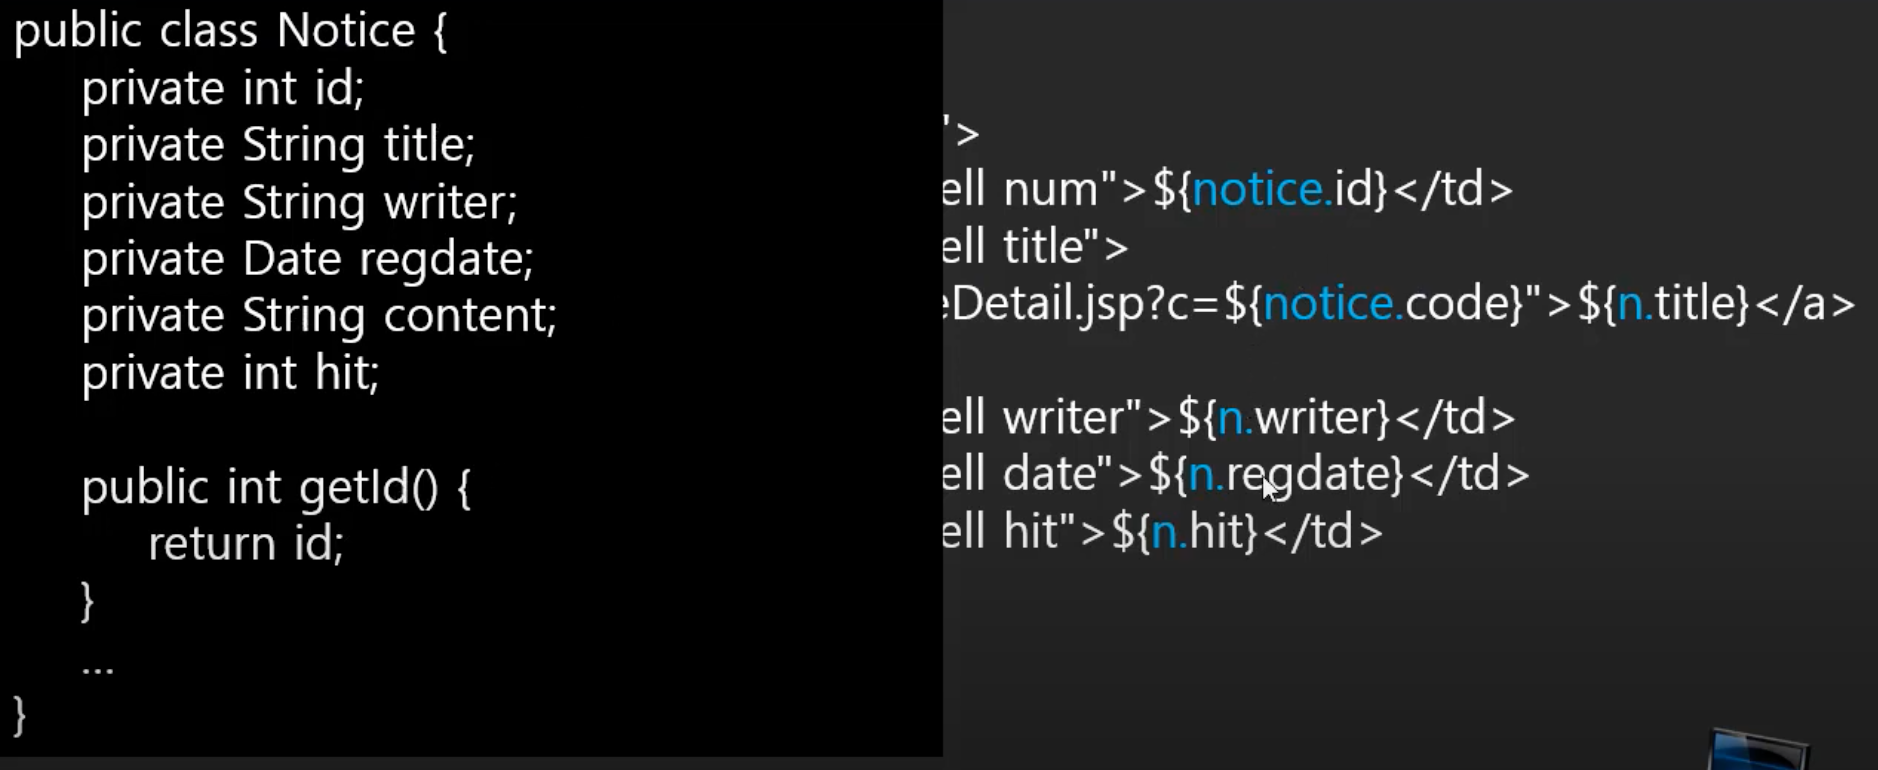 public class Notice {
private int id;
private String title;
private String writer;
private Date regdate;
private String content;
private int hit;
public int getId() {
return id;
}
...
}
">
ell num">${notice.id}</td>
ell title">
eDetail.jsp?c=${notice.code}">${n.title}</a>
ell writer">${n.writer}</td>
ell date">${n.regdate}</td>
ell hit">${n.hit}</td>